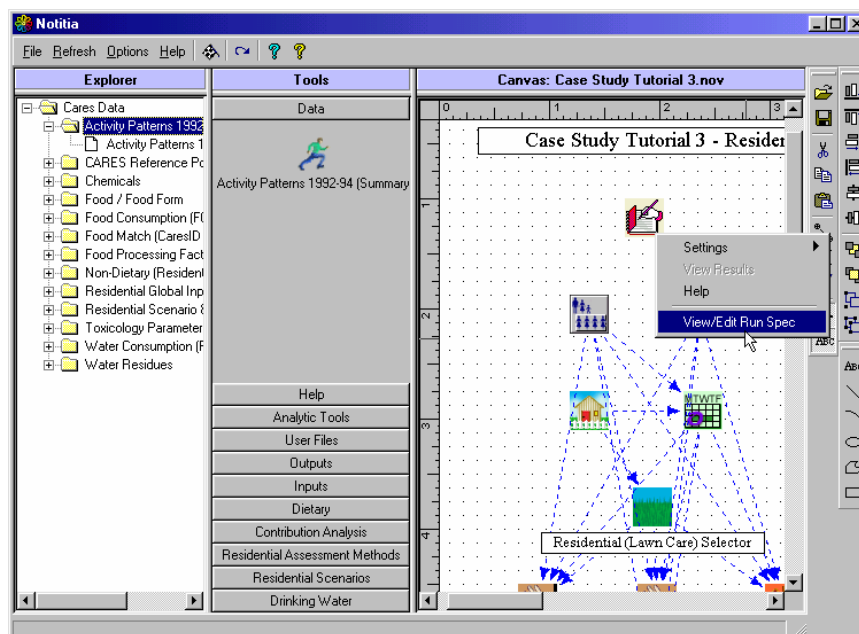 Notitia
File Refresh Options Help
Explorer
Tools
Canvas: Case Study Tutorial 3.nov
Cares Data
Activity Patterns 1992
Activity Patterns 1
CARES Reference Po
Chemicals
Food / Food Form
Food Consumption (F
Food Match (CaresID
Food Processing Fact
Non-Dietary (Resident
Residential Global Inp
Residential Scenario &
Toxicology Parameter
Water Consumption (F
Water Residues
Data
Activity Patterns 1992-94 (Summary
Help
Analytic Tools
User Files
Outputs
Inputs
Dietary
Contribution Analysis
Residential Assessment Methods
Residential Scenarios
Drinking Water
0 1 2 3
Case Study Tutorial 3 - Residen
1
Settings
View Results
Help
View/Edit Run Spec
2
MTWTF
3
Residential (Lawn Care) Selector
4
ABC
ABC